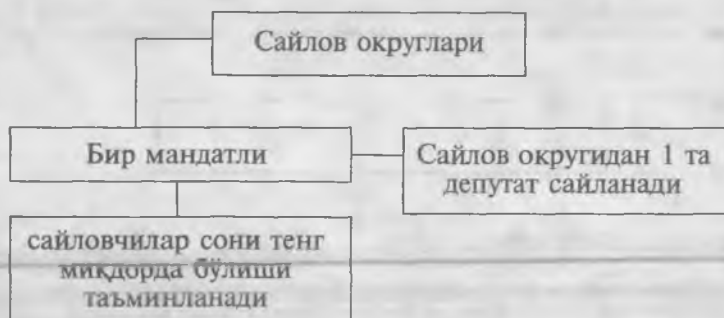 Сайлов округлари
Бир мандатли
Сайлов округидан 1 та
депутат сайланади
сайловчилар сони тенг
миқдорда бўлиши
таъминланади